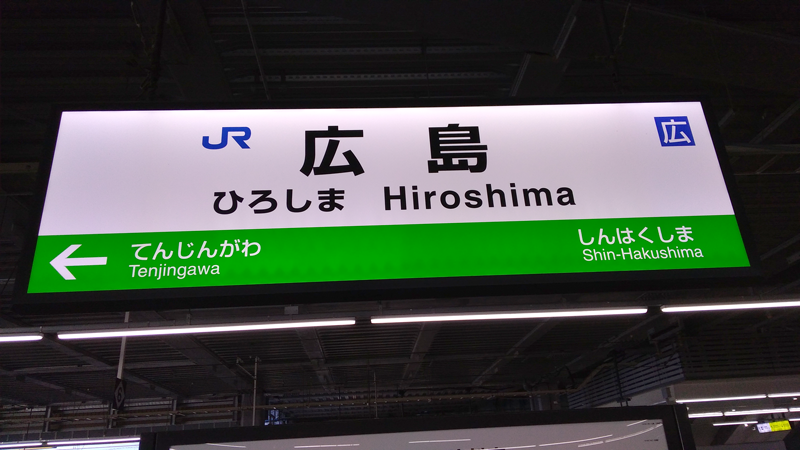 JR 広島 広
ひろしま Hiroshima
← てんじんがわ しんはくしま
Tenjingawa Shin-Hakushima